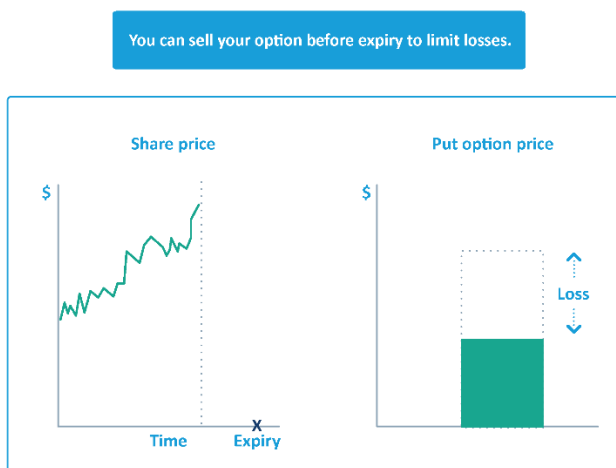 You can sell your option before expiry to limit losses.
Share price
Put option price
$
$
Loss
Time
X
Expiry